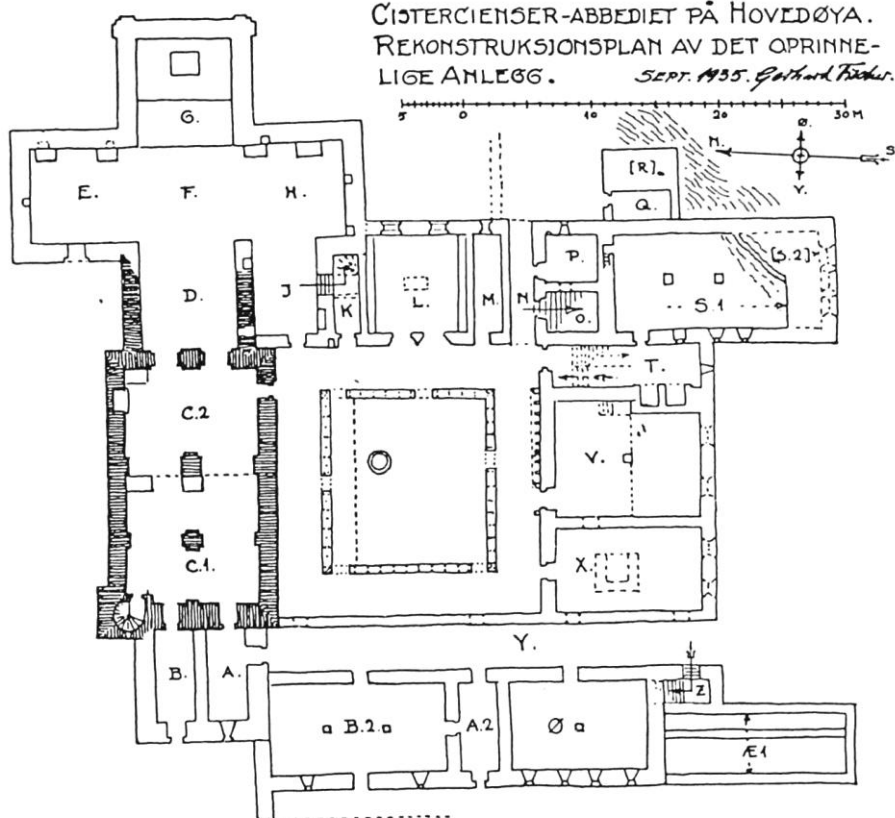 CISTERCIENSER-ABBEDIET PÅ HOVEDØYA.
REKONSTRUKSJONSPLAN AV DET OPRINNE-
LIGE ANLEGG. SEPT. 1935. Gerhard Fischer.
5 0 10 20 30 M
N. Ø. S. V.
G.
[R].
E. F. H. Q.
P. [S.2]
D. J K L. M. N O. S.1
T.
C.2
V.
C.1. X.
Y.
B. A. Z
B.2. A.2 Ø Æ1